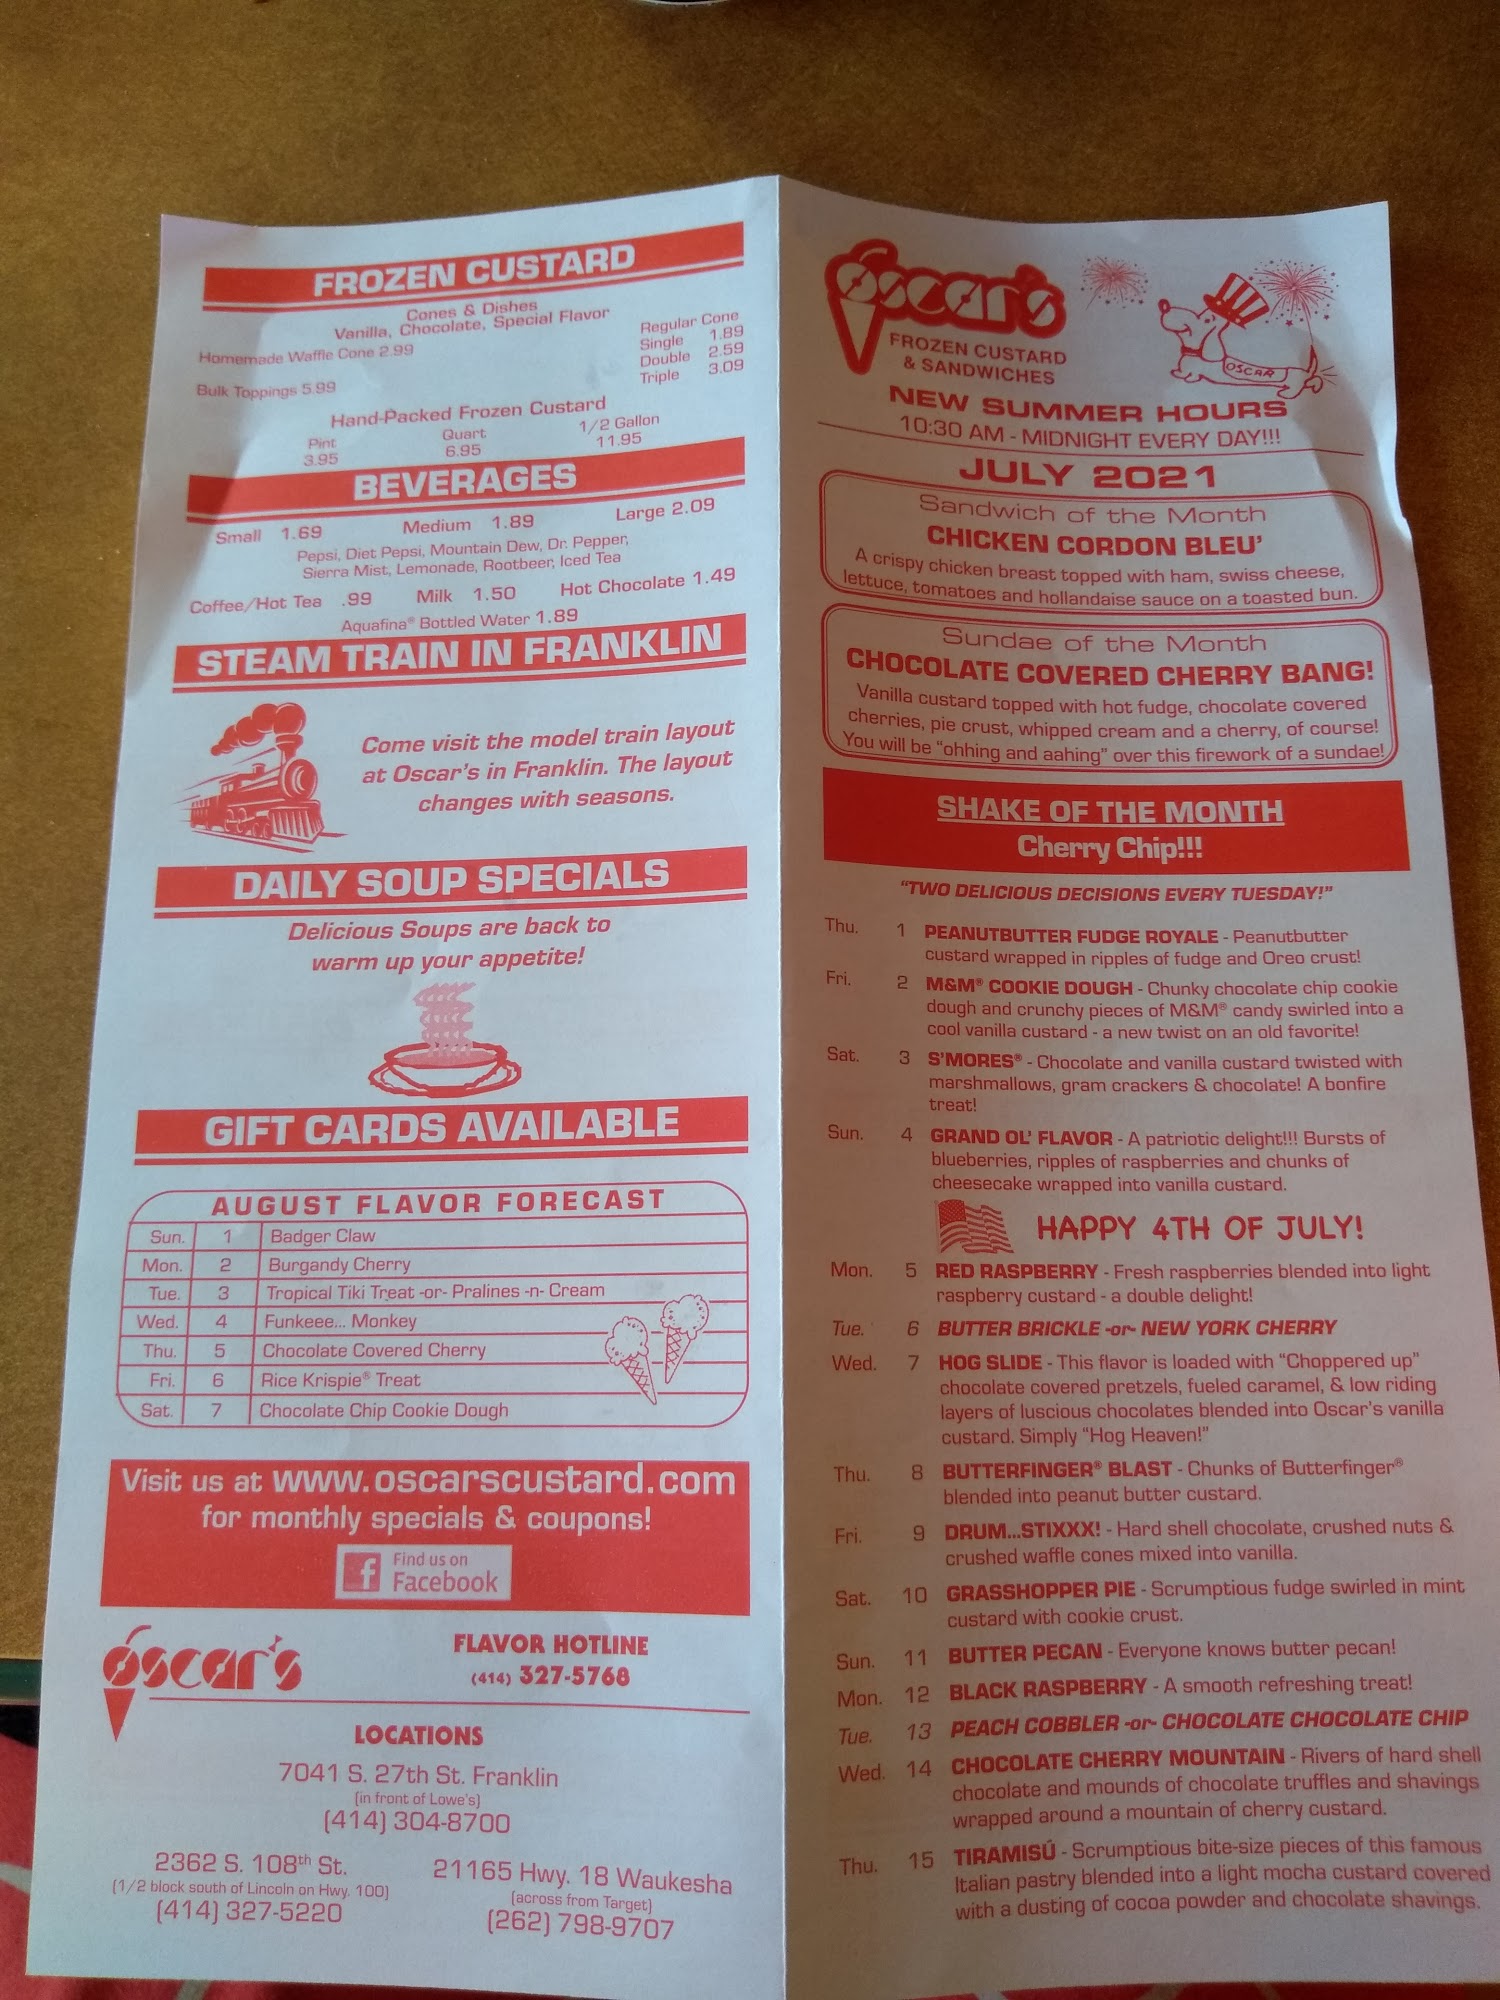 FROZEN CUSTARD
Cones & Dishes
Vanilla, Chocolate, Special Flavor
Homemade Waffle Cone 2.99
Bulk Toppings 5.99
Regular Cone
Single 1.89
Double 2.59
Triple 3.09
Hand-Packed Frozen Custard
Pint Quart 1/2 Gallon
3.95 6.95 11.95
BEVERAGES
Small 1.69 Medium 1.89 Large 2.09
Pepsi, Diet Pepsi, Mountain Dew, Dr. Pepper,
Sierra Mist, Lemonade, Rootbeer, Iced Tea
Coffee/Hot Tea .99 Milk 1.50 Hot Chocolate 1.49
Aquafina® Bottled Water 1.89
STEAM TRAIN IN FRANKLIN
Come visit the model train layout
at Oscar's in Franklin. The layout
changes with seasons.
DAILY SOUP SPECIALS
Delicious Soups are back to
warm up your appetite!
GIFT CARDS AVAILABLE
AUGUST FLAVOR FORECAST
Sun. 1 Badger Claw
Mon. 2 Burgandy Cherry
Tue. 3 Tropical Tiki Treat -or- Pralines -n- Cream
Wed. 4 Funkeee... Monkey
Thu. 5 Chocolate Covered Cherry
Fri. 6 Rice Krispie® Treat
Sat. 7 Chocolate Chip Cookie Dough
Visit us at www.oscarscustard.com
for monthly specials & coupons!
f Find us on
Facebook
oscar's
FLAVOR HOTLINE
(414) 327-5768
LOCATIONS
7041 S. 27th St. Franklin
(in front of Lowe's)
(414) 304-8700
2362 S. 108th St.
(1/2 block south of Lincoln on Hwy. 100)
(414) 327-5220
21165 Hwy. 18 Waukesha
(across from Target)
(262) 798-9707
oscar's
FROZEN CUSTARD
& SANDWICHES
OSCAR
NEW SUMMER HOURS
10:30 AM - MIDNIGHT EVERY DAY!!!
JULY 2021
Sandwich of the Month
CHICKEN CORDON BLEU'
A crispy chicken breast topped with ham, swiss cheese,
lettuce, tomatoes and hollandaise sauce on a toasted bun.
Sundae of the Month
CHOCOLATE COVERED CHERRY BANG!
Vanilla custard topped with hot fudge, chocolate covered
cherries, pie crust, whipped cream and a cherry, of course!
You will be "ohhing and aahing" over this firework of a sundae!
SHAKE OF THE MONTH
Cherry Chip!!!
"TWO DELICIOUS DECISIONS EVERY TUESDAY!"
Thu. 1 PEANUTBUTTER FUDGE ROYALE - Peanutbutter
custard wrapped in ripples of fudge and Oreo crust!
Fri. 2 M&M® COOKIE DOUGH - Chunky chocolate chip cookie
dough and crunchy pieces of M&M® candy swirled into a
cool vanilla custard - a new twist on an old favorite!
Sat. 3 S'MORES® - Chocolate and vanilla custard twisted with
marshmallows, gram crackers & chocolate! A bonfire
treat!
Sun. 4 GRAND OL' FLAVOR - A patriotic delight!!! Bursts of
blueberries, ripples of raspberries and chunks of
cheesecake wrapped into vanilla custard.
HAPPY 4TH OF JULY!
Mon. 5 RED RASPBERRY - Fresh raspberries blended into light
raspberry custard - a double delight!
Tue. 6 BUTTER BRICKLE -or- NEW YORK CHERRY
Wed. 7 HOG SLIDE - This flavor is loaded with "Choppered up"
chocolate covered pretzels, fueled caramel, & low riding
layers of luscious chocolates blended into Oscar's vanilla
custard. Simply "Hog Heaven!"
Thu. 8 BUTTERFINGER® BLAST - Chunks of Butterfinger®
blended into peanut butter custard.
Fri. 9 DRUM...STIXXX! - Hard shell chocolate, crushed nuts &
crushed waffle cones mixed into vanilla.
Sat. 10 GRASSHOPPER PIE - Scrumptious fudge swirled in mint
custard with cookie crust.
Sun. 11 BUTTER PECAN - Everyone knows butter pecan!
Mon. 12 BLACK RASPBERRY - A smooth refreshing treat!
Tue. 13 PEACH COBBLER -or- CHOCOLATE CHOCOLATE CHIP
Wed. 14 CHOCOLATE CHERRY MOUNTAIN - Rivers of hard shell
chocolate and mounds of chocolate truffles and shavings
wrapped around a mountain of cherry custard.
Thu. 15 TIRAMISÚ - Scrumptious bite-size pieces of this famous
Italian pastry blended into a light mocha custard covered
with a dusting of cocoa powder and chocolate shavings.